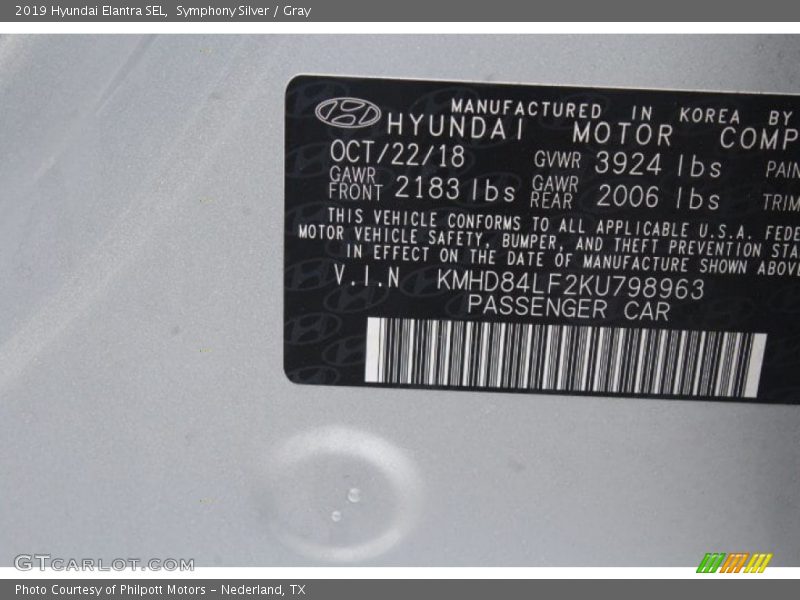 2019 Hyundai Elantra SEL, Symphony Silver / Gray
MANUFACTURED IN KOREA BY
HYUNDAI MOTOR COMP
OCT/22/18 GVWR 3924 lbs PAIN
GAWR FRONT 2183 lbs GAWR REAR 2006 lbs TRIM
THIS VEHICLE CONFORMS TO ALL APPLICABLE U.S.A. FEDE
MOTOR VEHICLE SAFETY, BUMPER, AND THEFT PREVENTION STA
IN EFFECT ON THE DATE OF MANUFACTURE SHOWN ABOV
V.I.N KMHD84LF2KU798963
PASSENGER CAR
GTCARLOT.COM
Photo Courtesy of Philpott Motors - Nederland, TX